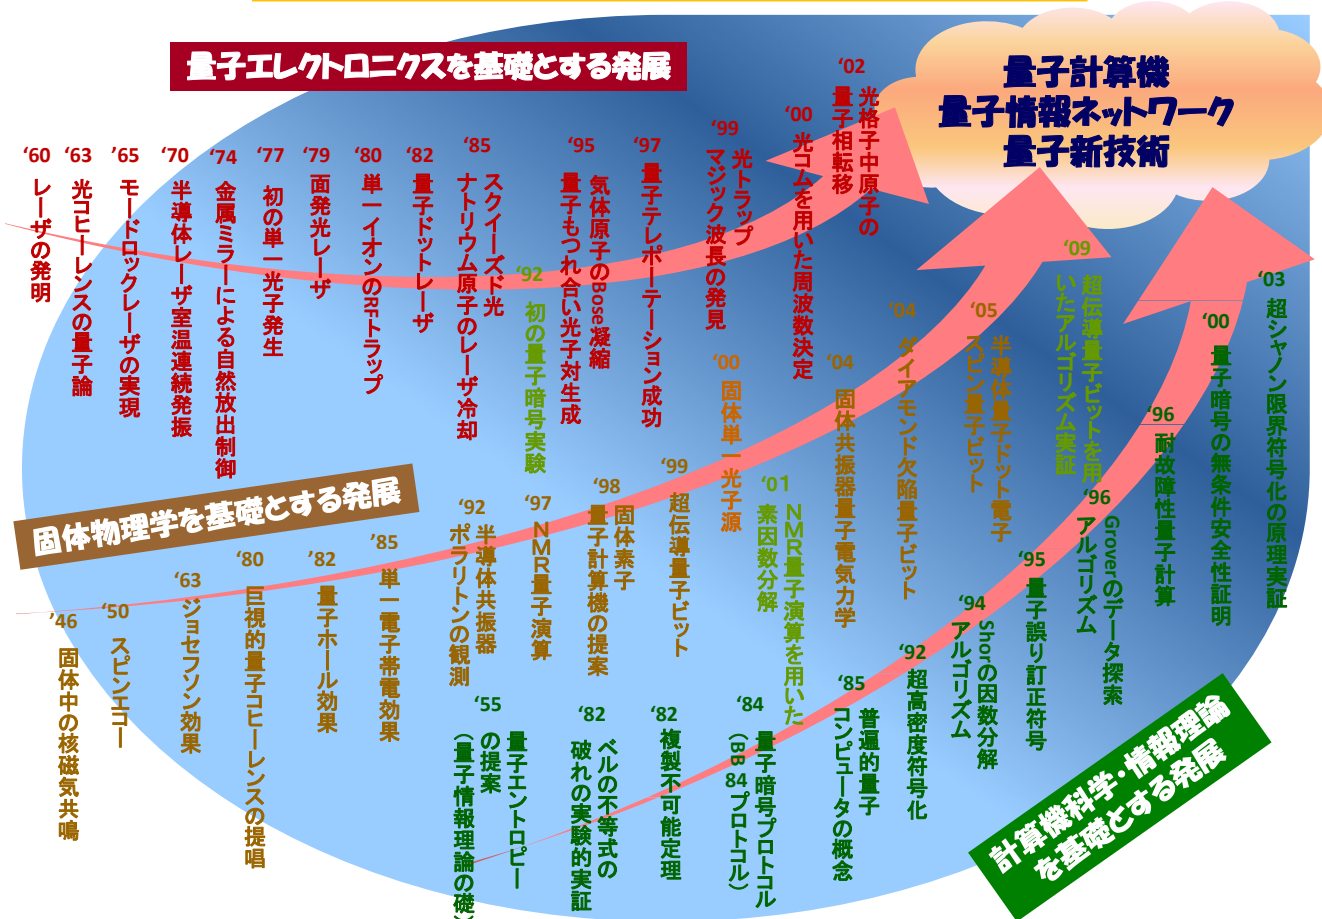 量子エレクトロニクスを基礎とする発展
量子計算機
量子情報ネットワーク
量子新技術
‘60
レーザの発明
‘63
光コヒーレンスの量子論
‘65
モードロックレーザの実現
‘70
半導体レーザ室温連続発振
‘74
金属ミラーによる自然放出制御
‘77
初の単一光子発生
‘79
面発光レーザ
‘80
単一イオンのRFトラップ
‘82
量子ドットレーザ
‘85
スクイーズド光
ナトリウム原子のレーザ冷却
‘92
初の量子暗号実験
‘95
気体原子のBose凝縮
量子もつれ合い光子対生成
‘97
量子テレポーテーション成功
‘99
光トラップ
マジック波長の発見
‘00
光コムを用いた周波数決定
‘02
光格子中原子の
量子相転移
固体物理学を基礎とする発展
’46
固体中の核磁気共鳴
‘50
スピンエコー
‘63
ジョセフソン効果
‘80
巨視的量子コヒーレンスの提唱
‘82
量子ホール効果
’85
単一電子帯電効果
‘92
半導体共振器
ポラリトンの観測
‘97
NMR量子演算
‘98
固体素子
量子計算機の提案
‘99
超伝導量子ビット
‘00
固体単一光子源
‘01
NMR量子演算を用いた
素因数分解
‘04
固体共振器量子電気力学
‘04
ダイアモンド欠陥量子ビット
‘05
半導体量子ドット電子
スピン量子ビット
‘09
超伝導量子ビットを用
いたアルゴリズム実証
計算機科学・情報理論
を基礎とする発展
‘55
量子エントロピー
の提案
（量子情報理論の礎）
‘82
ベルの不等式の
破れの実験的実証
‘82
複製不可能定理
‘84
量子暗号プロトコル
（BB84プロトコル）
‘85
普遍的量子
コンピュータの概念
‘92
超高密度符号化
‘94
Shorの因数分解
アルゴリズム
‘95
量子誤り訂正符号
‘96
Groverのデータ探索
アルゴリズム
‘96
耐故障性量子計算
‘00
量子暗号の無条件安全性証明
‘03
超シャノン限界符号化の原理実証